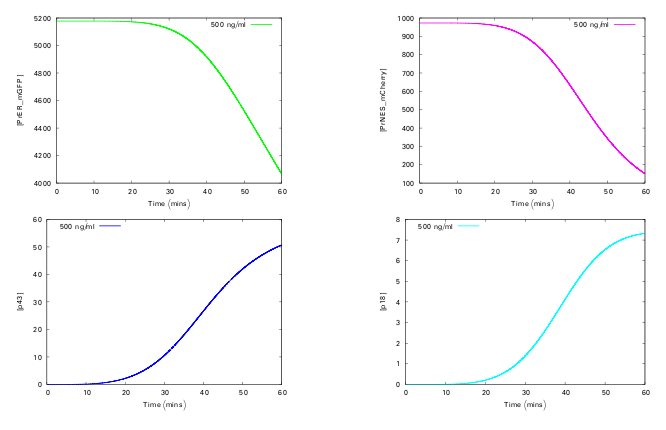 5200
5000
4800
4600
4400
4200
4000
[PrER_mGFP]
500 ng/ml
0 10 20 30 40 50 60
Time (mins)
1000
900
800
700
600
500
400
300
200
100
[PrNES_mCherry]
500 ng/ml
0 10 20 30 40 50 60
Time (mins)
60
50
40
30
20
10
0
[p43]
500 ng/ml
0 10 20 30 40 50 60
Time (mins)
8
7
6
5
4
3
2
1
0
[p18]
500 ng/ml
0 10 20 30 40 50 60
Time (mins)